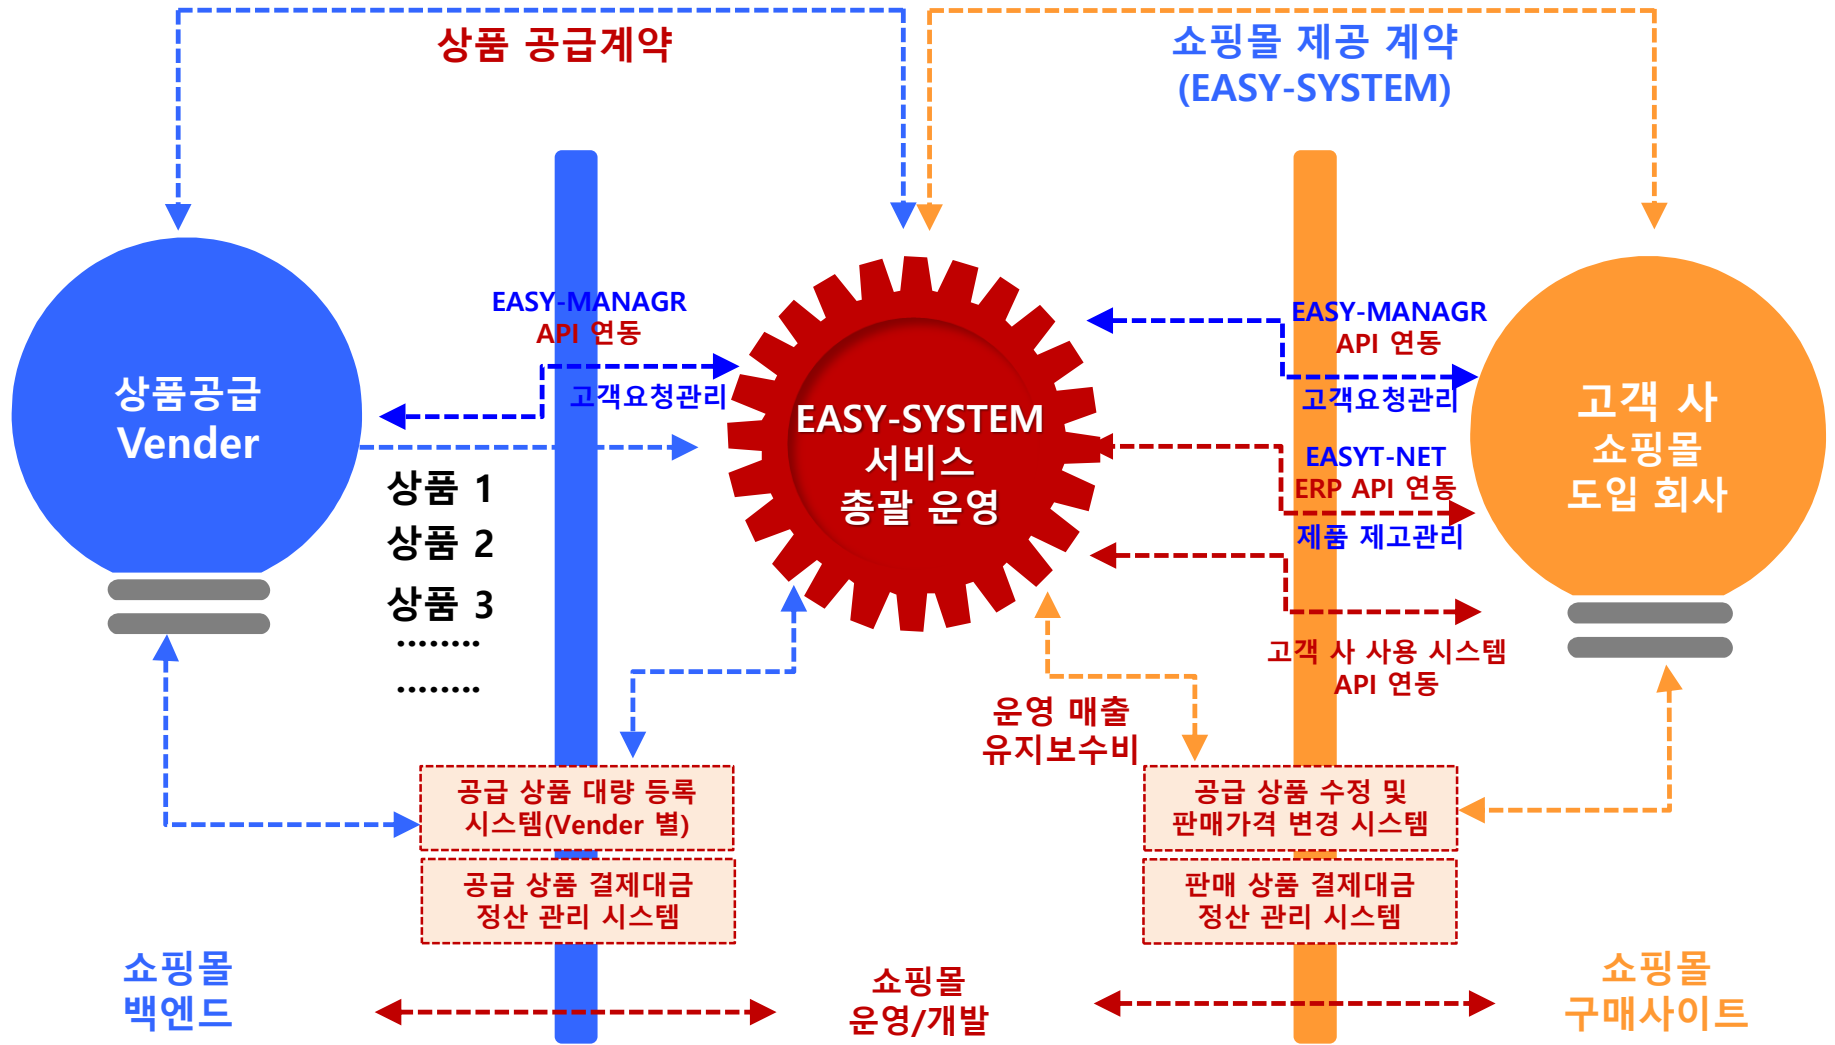 상품 공급계약
쇼핑몰 제공 계약
(EASY-SYSTEM)
상품공급
Vender
EASY-MANAGR
API 연동
고객요청관리
상품 1
상품 2
상품 3
........
........
EASY-SYSTEM
서비스
총괄 운영
EASY-MANAGR
API 연동
고객요청관리
EASYT-NET
ERP API 연동
제품 제고관리
고객 사 사용 시스템
API 연동
고객 사
쇼핑몰
도입 회사
운영 매출
유지보수비
공급 상품 대량 등록
시스템(Vender 별)
공급 상품 결제대금
정산 관리 시스템
공급 상품 수정 및
판매가격 변경 시스템
판매 상품 결제대금
정산 관리 시스템
쇼핑몰
백엔드
쇼핑몰
운영/개발
쇼핑몰
구매사이트